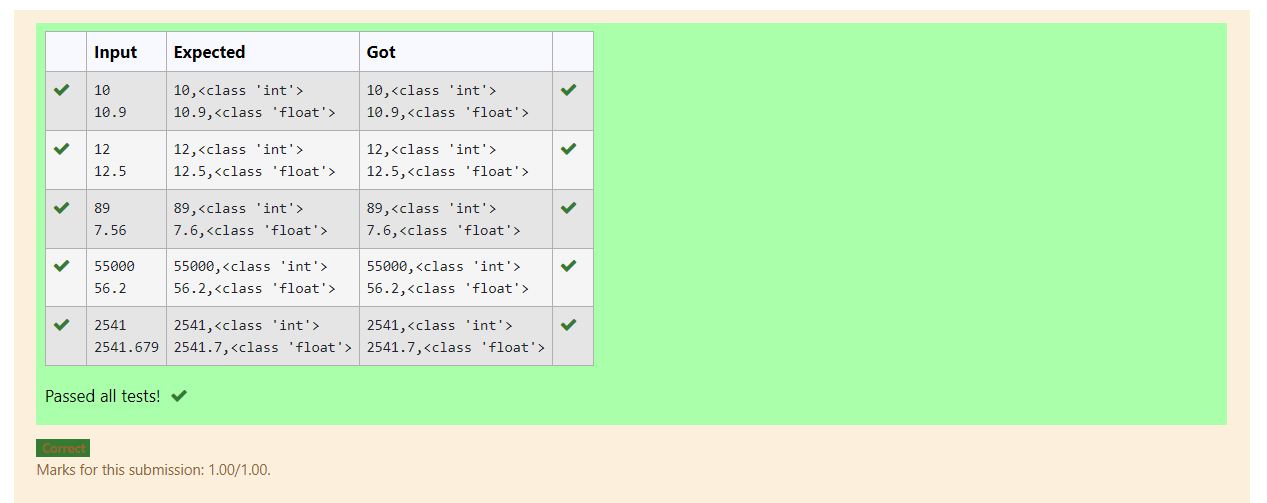 Input Expected Got
10 10,<class 'int'> 10,<class 'int'>
10.9 10.9,<class 'float'> 10.9,<class 'float'>
12 12,<class 'int'> 12,<class 'int'>
12.5 12.5,<class 'float'> 12.5,<class 'float'>
89 89,<class 'int'> 89,<class 'int'>
7.56 7.6,<class 'float'> 7.6,<class 'float'>
55000 55000,<class 'int'> 55000,<class 'int'>
56.2 56.2,<class 'float'> 56.2,<class 'float'>
2541 2541,<class 'int'> 2541,<class 'int'>
2541.679 2541.7,<class 'float'> 2541.7,<class 'float'>
Passed all tests!
Correct
Marks for this submission: 1.00/1.00.